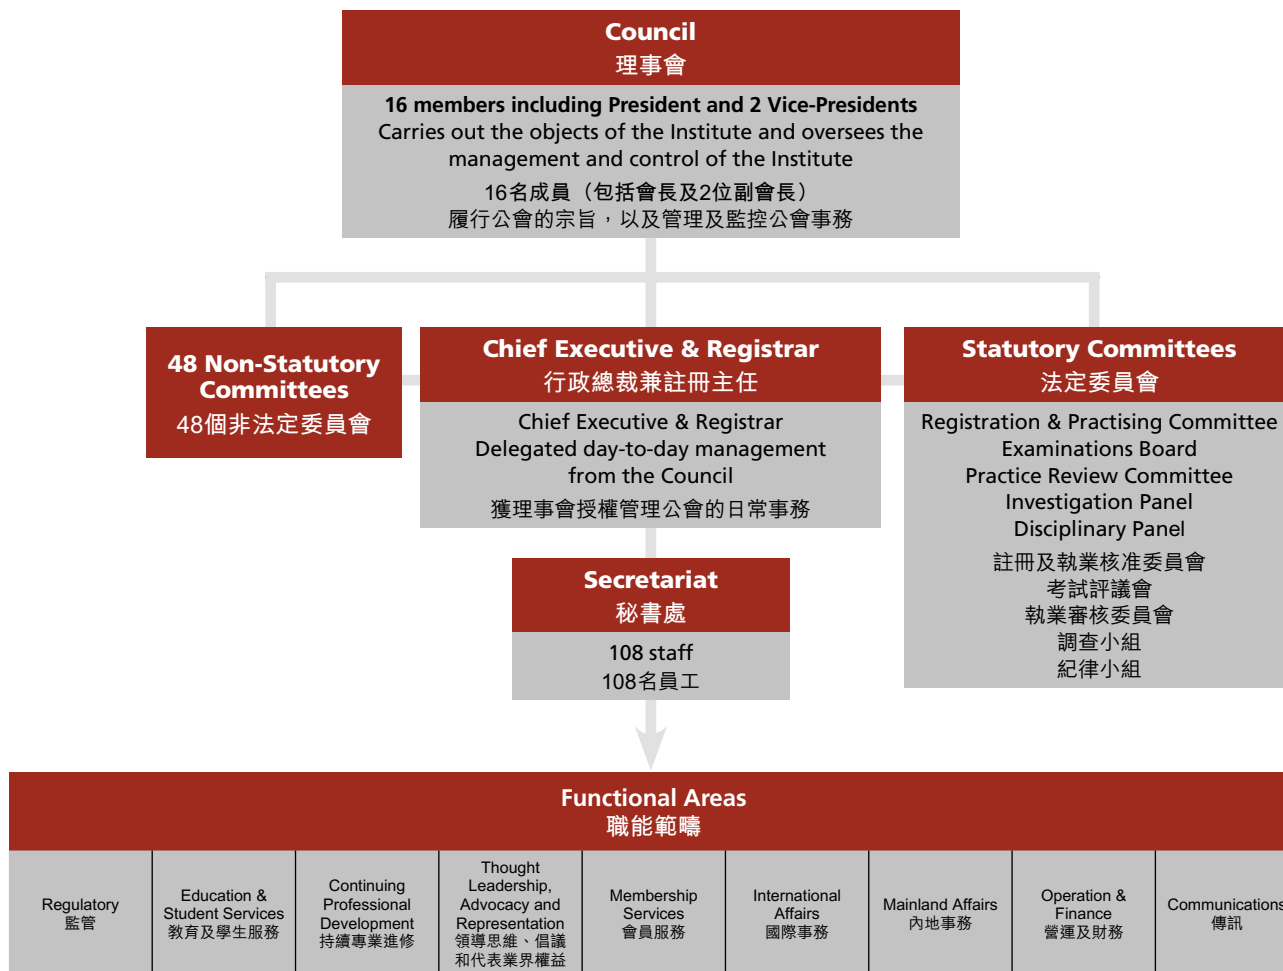 Council
理事會
16 members including President and 2 Vice-Presidents
Carries out the objects of the Institute and oversees the
management and control of the Institute
16名成員（包括會長及2位副會長）
履行公會的宗旨，以及管理及監控公會事務
48 Non-Statutory
Committees
48個非法定委員會
Chief Executive & Registrar
行政總裁兼註冊主任
Chief Executive & Registrar
Delegated day-to-day management
from the Council
獲理事會授權管理公會的日常事務
Statutory Committees
法定委員會
Registration & Practising Committee
Examinations Board
Practice Review Committee
Investigation Panel
Disciplinary Panel
註冊及執業核准委員會
考試評議會
執業審核委員會
調查小組
紀律小組
Secretariat
秘書處
108 staff
108名員工
Functional Areas
職能範疇
Regulatory
監管
Education &
Student Services
教育及學生服務
Continuing
Professional
Development
持續專業進修
Thought
Leadership,
Advocacy and
Representation
領導思維、倡議
和代表業界權益
Membership
Services
會員服務
International
Affairs
國際事務
Mainland Affairs
內地事務
Operation &
Finance
營運及財務
Communications
傳訊